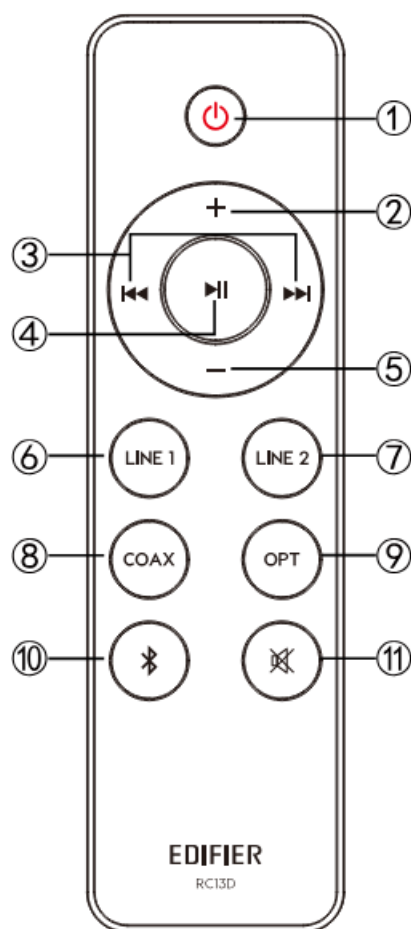 ①
②
③
④
⑤
LINE 1 LINE 2
⑥ ⑦
COAX OPT
⑧ ⑨
⑩ ⑪
EDIFIER
RC13D